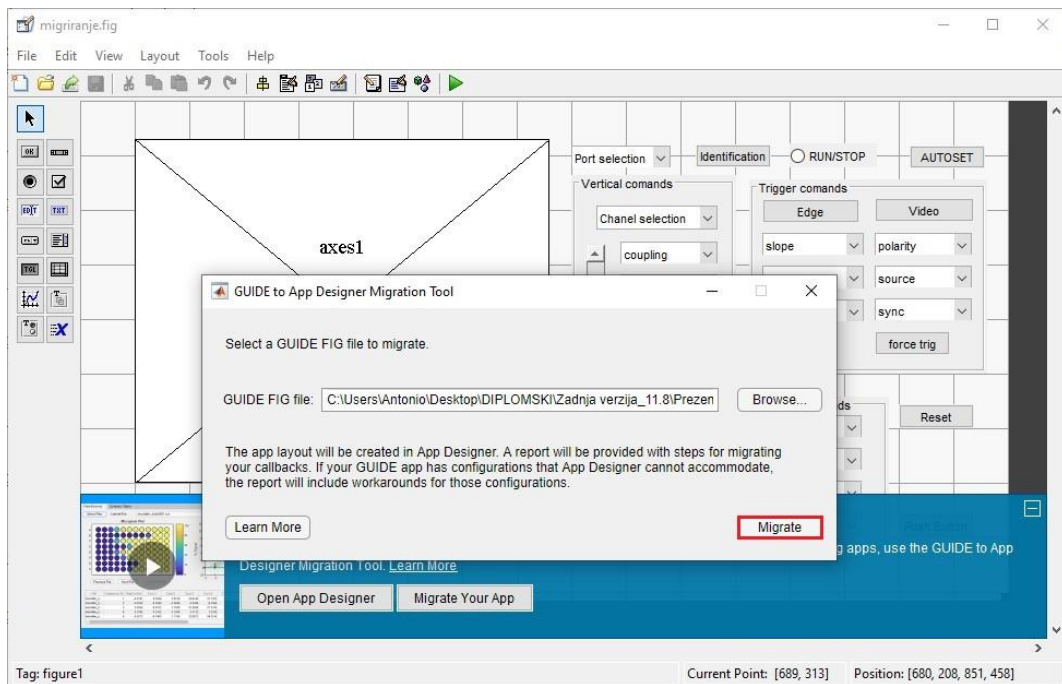 migriranje.fig
File Edit View Layout Tools Help
OK
EDIT TXT
TGL
axes1
Port selection Identification RUN/STOP AUTOSET
Vertical comands
Chanel selection
coupling
Trigger comands
Edge Video
slope polarity
source
sync
force trig
ds
Reset
GUIDE to App Designer Migration Tool
Select a GUIDE FIG file to migrate.
GUIDE FIG file: C:\Users\Antonio\Desktop\DIPLOMSKI\Zadnja verzija_11.8\Prezen Browse...
The app layout will be created in App Designer. A report will be provided with steps for migrating
your callbacks. If your GUIDE app has configurations that App Designer cannot accommodate,
the report will include workarounds for those configurations.
Learn More Migrate
g apps, use the GUIDE to App
Designer Migration Tool. Learn More
Open App Designer Migrate Your App
Tag: figure1 Current Point: [689, 313] Position: [680, 208, 851, 458]